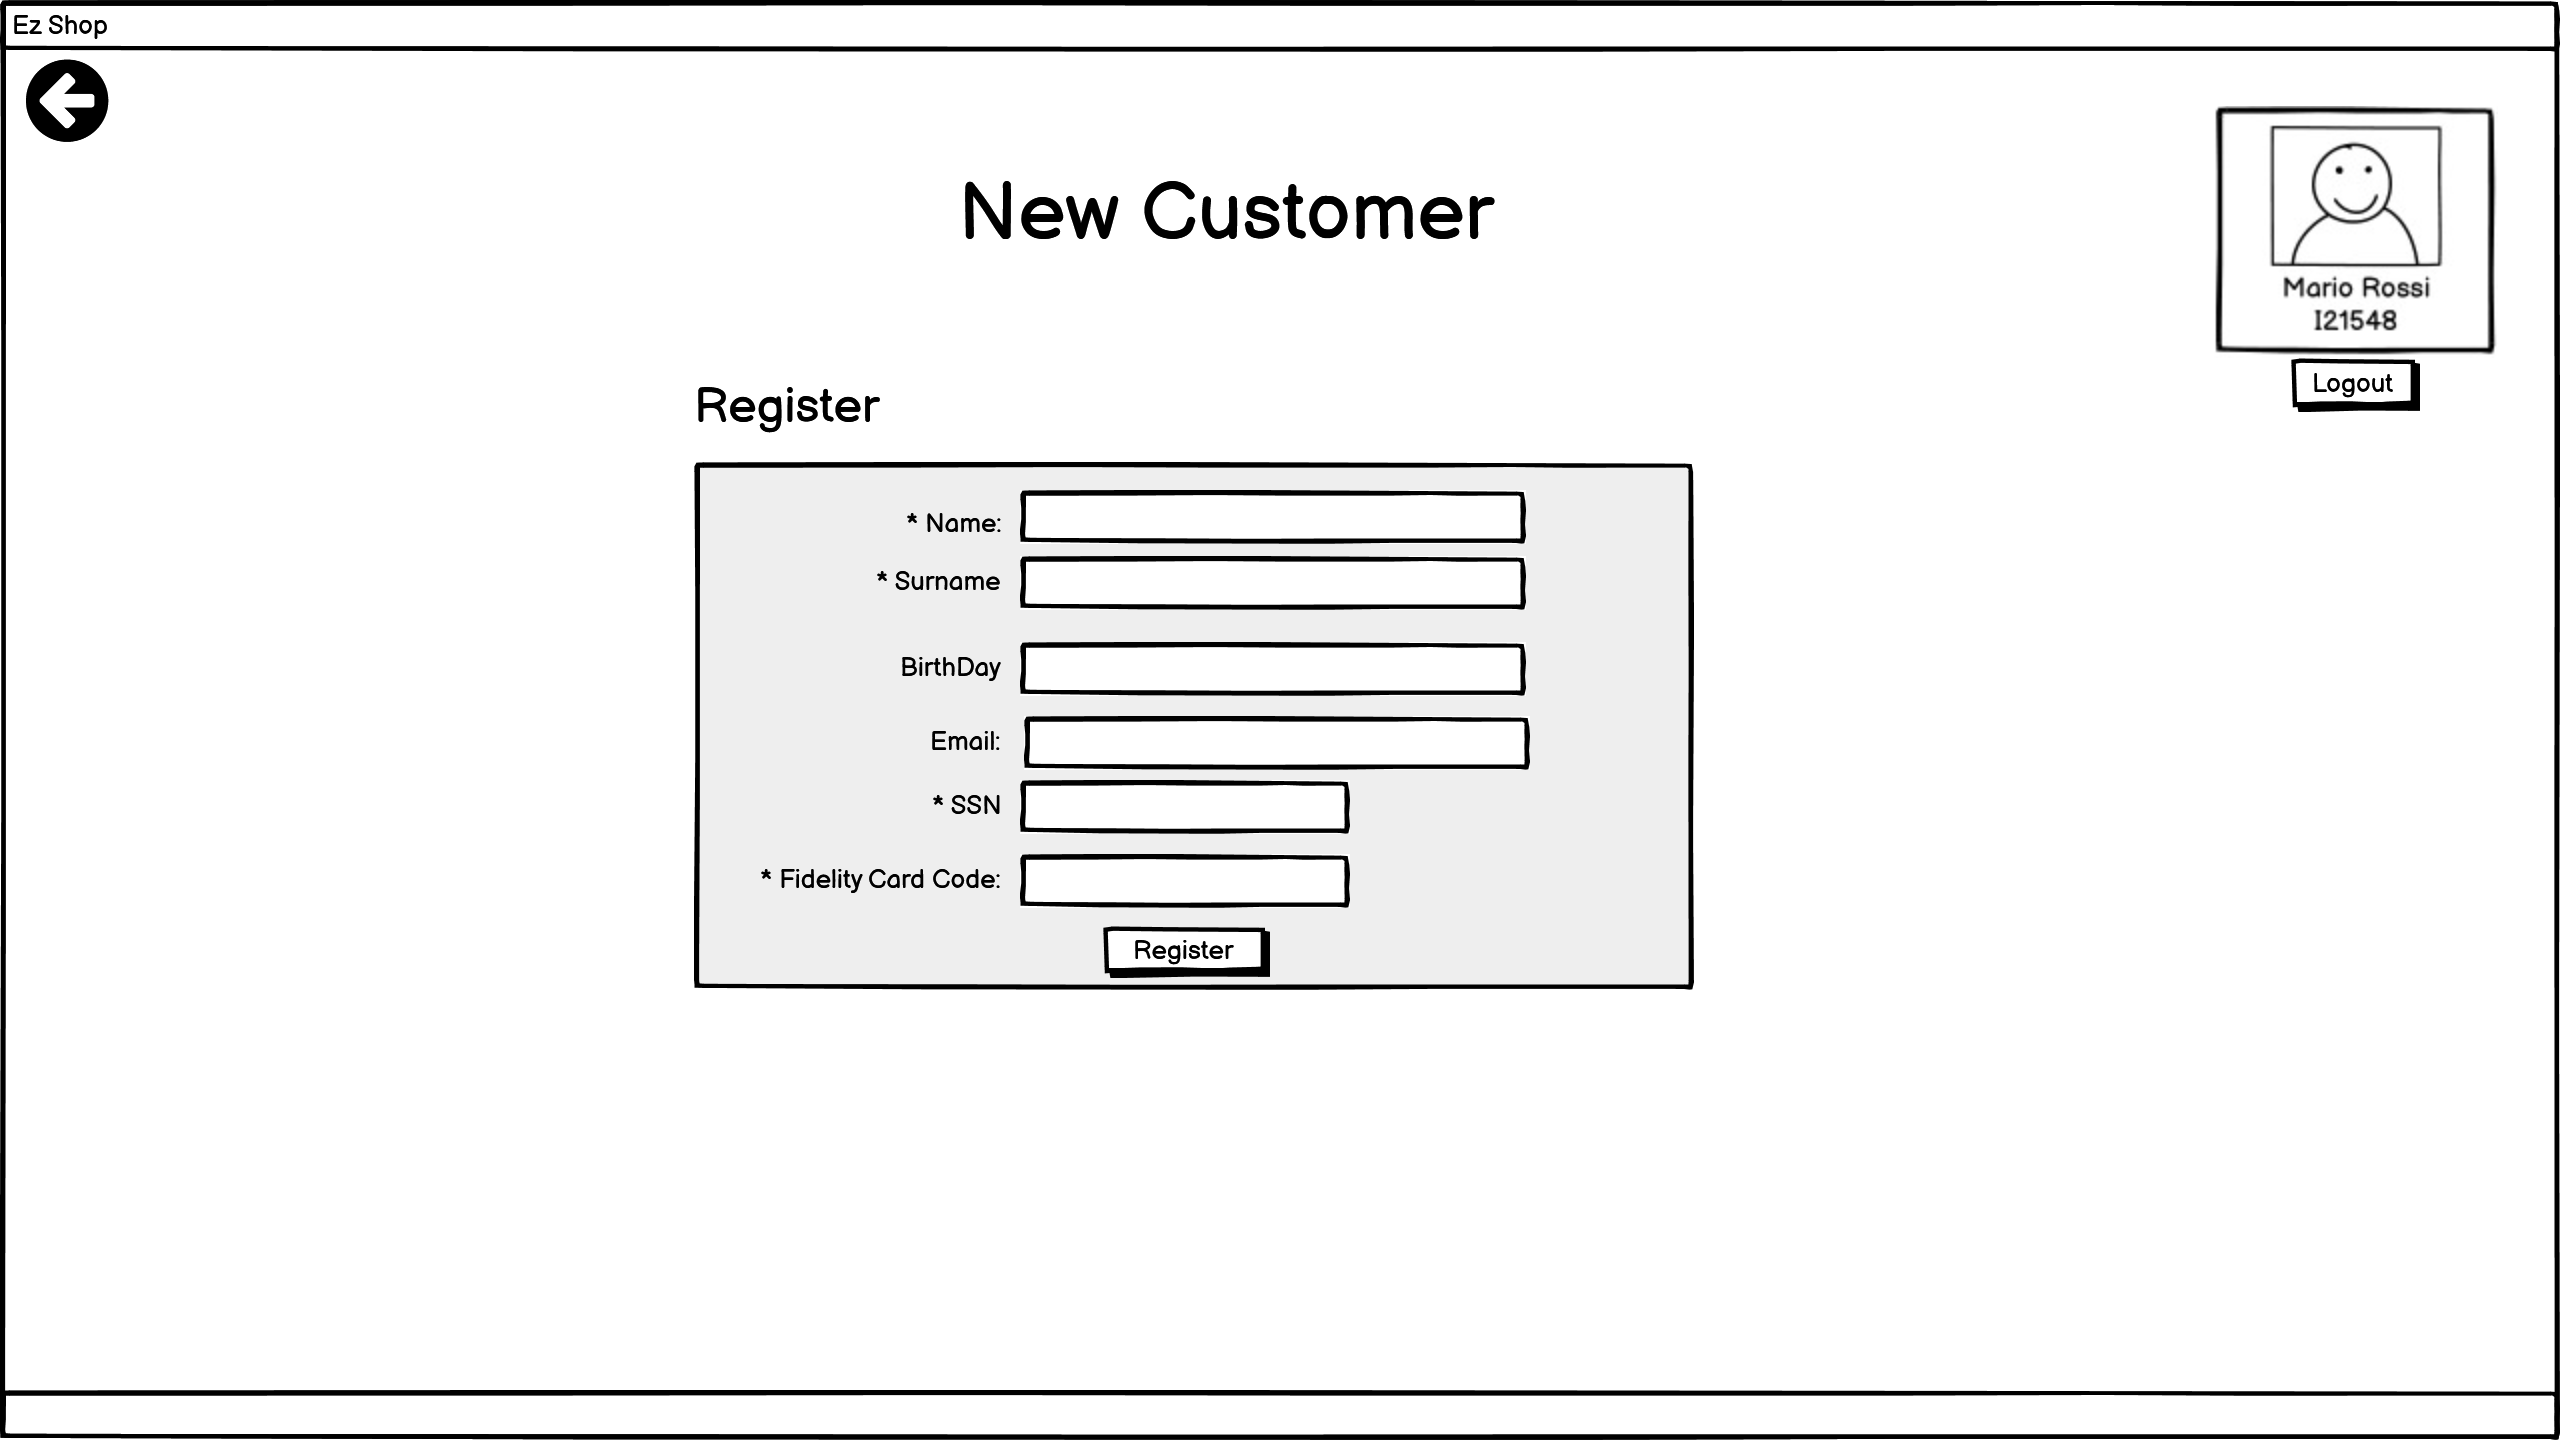 Ez Shop
New Customer
Mario Rossi
I21548
Logout
Register
* Name:
* Surname
BirthDay
Email:
* SSN
* Fidelity Card Code:
Register